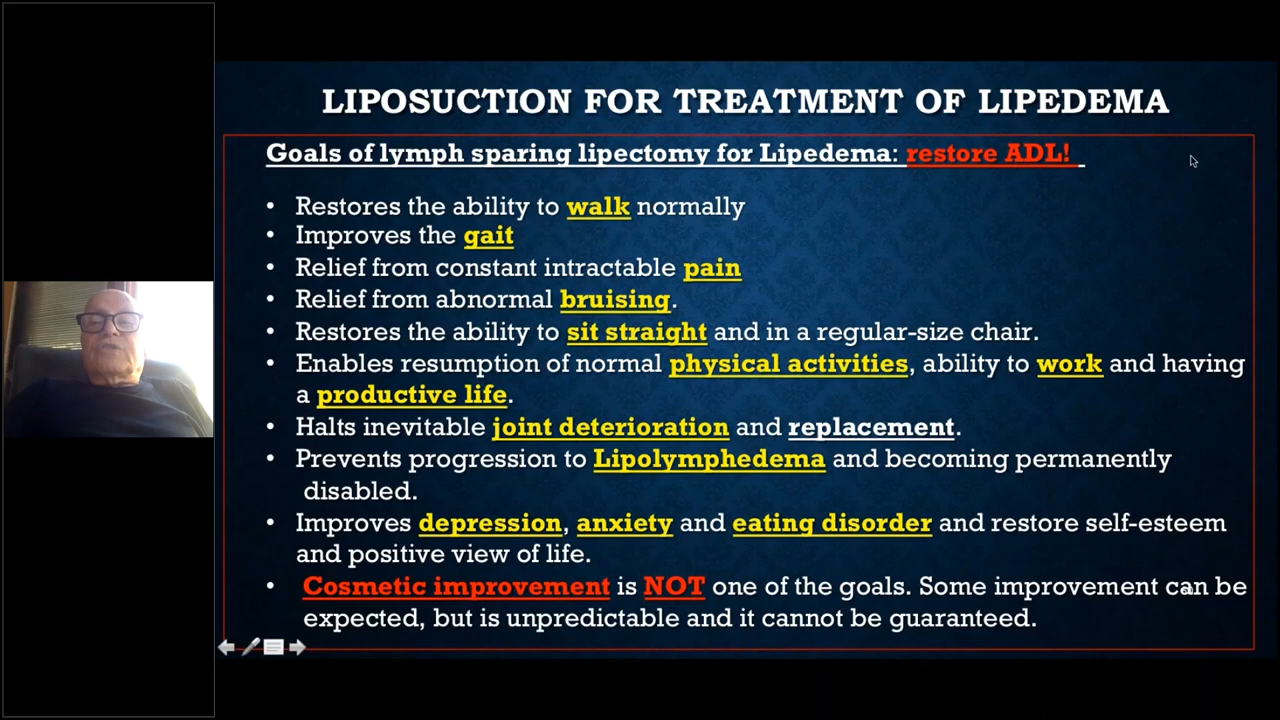 LIPOSUCTION FOR TREATMENT OF LIPEDEMA
Goals of lymph sparing lipectomy for Lipedema: restore ADL!
• Restores the ability to walk normally
• Improves the gait
• Relief from constant intractable pain
• Relief from abnormal bruising.
• Restores the ability to sit straight and in a regular-size chair.
• Enables resumption of normal physical activities, ability to work and having
a productive life.
• Halts inevitable joint deterioration and replacement.
• Prevents progression to Lipolymphedema and becoming permanently
disabled.
• Improves depression, anxiety and eating disorder and restore self-esteem
and positive view of life.
• Cosmetic improvement is NOT one of the goals. Some improvement can be
expected, but is unpredictable and it cannot be guaranteed.